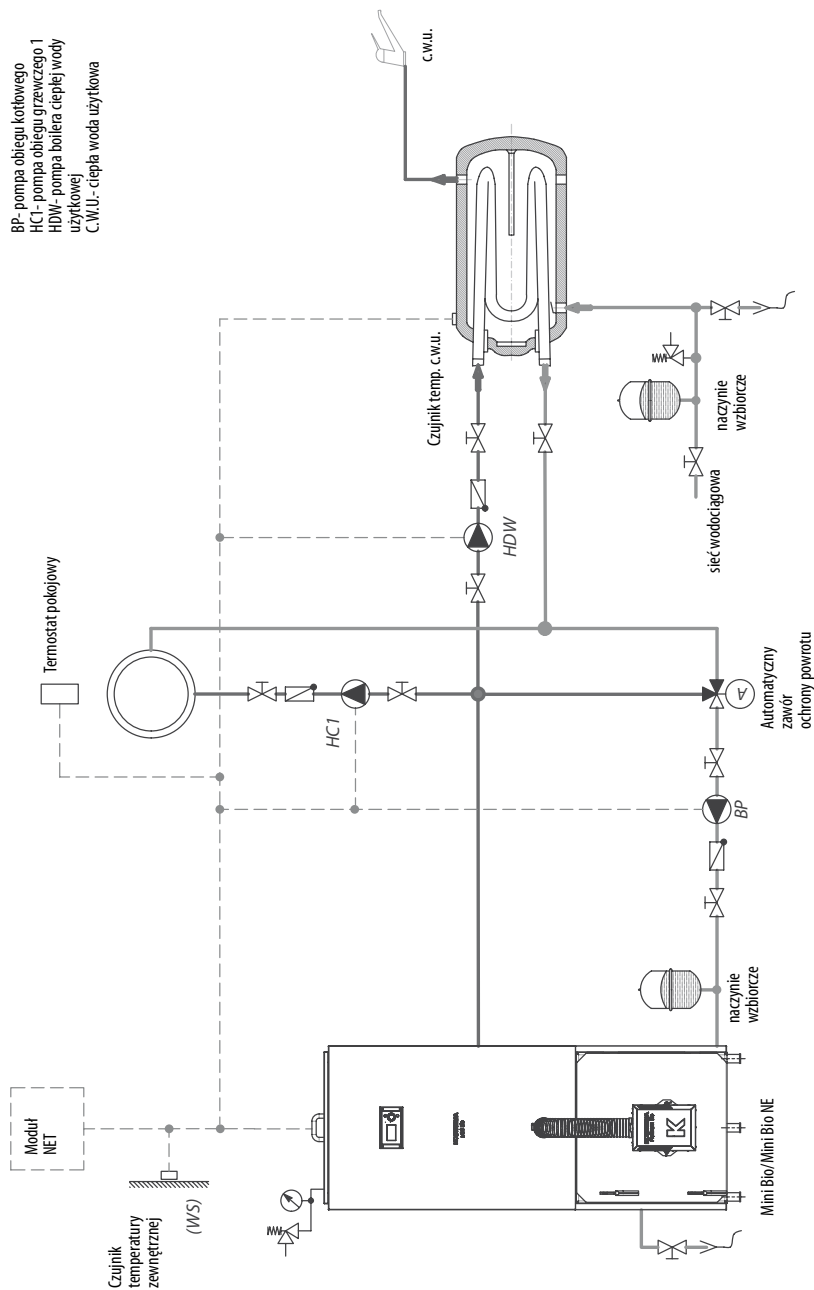 BP- pompa obiegu kotłowego
HC1- pompa obiegu grzewczego 1
HDW- pompa boilera ciepłej wody
użytkowej
C.W.U.- ciepła woda użytkowa
c.w.u.
Czujnik temp. c.w.u.
naczynie
wzbiorcze
sieć wodociągowa
HDW
Termostat pokojowy
HC1
A
Automatyczny
zawór
ochrony powrotu
BP
naczynie
wzbiorcze
Moduł
NET
(WS)
Czujnik
temperatury
zewnętrznej
K
Mini Bio/Mini Bio NE